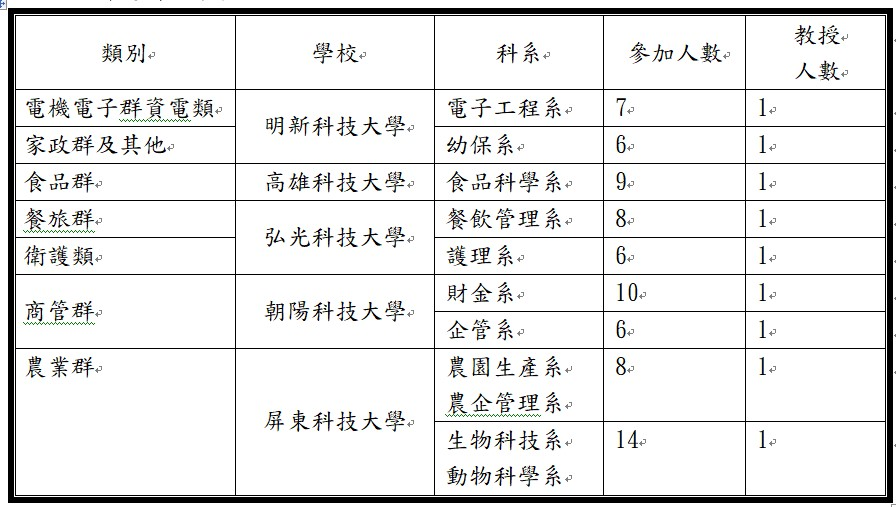 類別 學校 科系 參加人數 教授
人數
電機電子群資電類 明新科技大學 電子工程系 7 1
家政群及其他 幼保系 6 1
食品群 高雄科技大學 食品科學系 9 1
餐旅群 弘光科技大學 餐飲管理系 8 1
衛護類 護理系 6 1
商管群 朝陽科技大學 財金系 10 1
企管系 6 1
農業群 屏東科技大學 農園生產系 8 1
農企管理系
生物科技系 14 1
動物科學系